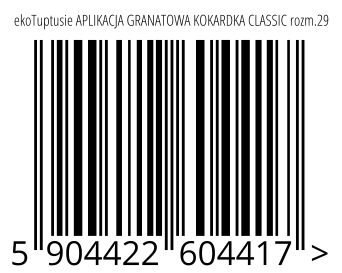 ekoTuptusie APLIKACJA GRANATOWA KOKARDKA CLASSIC rozm.29
5 904422 604417 >